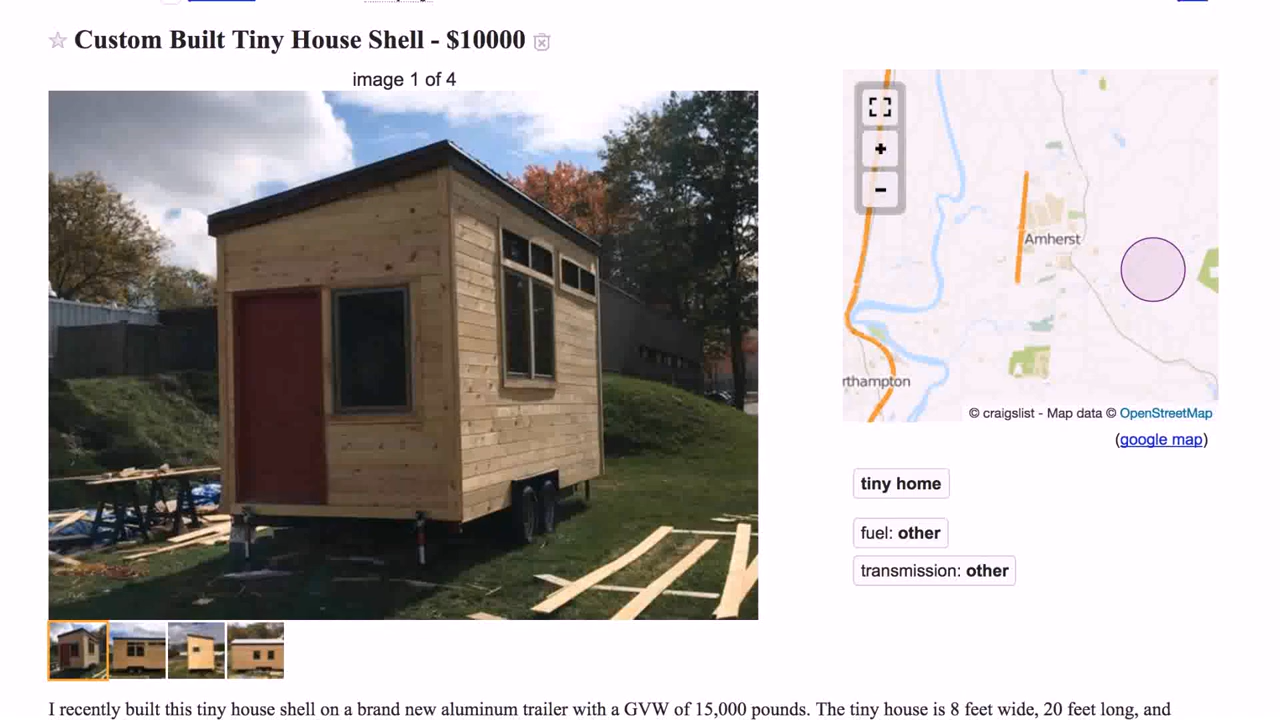 Custom Built Tiny House Shell - $10000
image 1 of 4
+
-
Amherst
rthampton
© craigslist - Map data © OpenStreetMap
(google map)
tiny home
fuel: other
transmission: other
I recently built this tiny house shell on a brand new aluminum trailer with a GVW of 15,000 pounds. The tiny house is 8 feet wide, 20 feet long, and